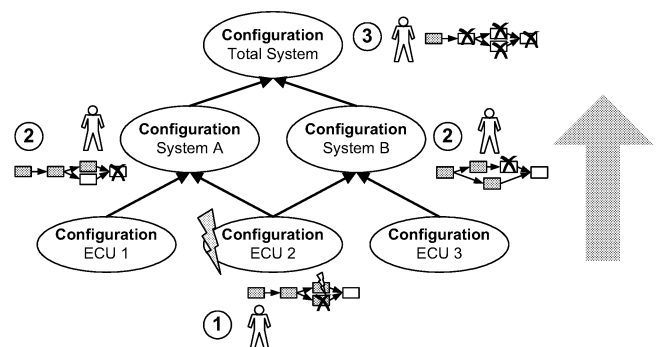 Configuration
Total System
3
2
Configuration
System A
Configuration
System B
2
Configuration
ECU 1
Configuration
ECU 2
Configuration
ECU 3
1